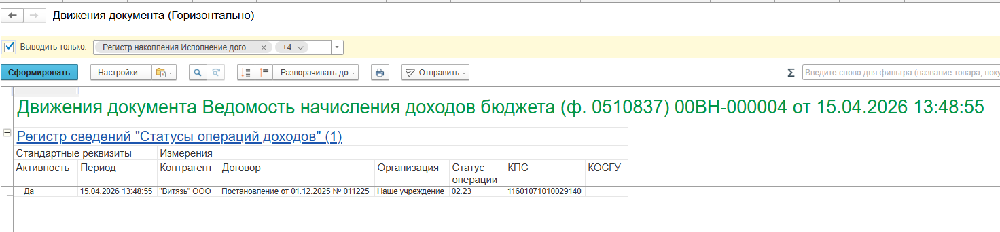 Движения документа (Горизонтально)
Выводить только: Регистр накопления Исполнение дого... × +4
Сформировать Настройки... Разворачивать до Отправить Σ Введите слово для фильтра (название товара, поку
Движения документа Ведомость начисления доходов бюджета (ф. 0510837) 00ВН-000004 от 15.04.2026 13:48:55
Регистр сведений "Статусы операций доходов" (1)
Стандартные реквизиты Измерения
Активность Период Контрагент Договор Организация Статус операции КПС КОСГУ
Да 15.04.2026 13:48:55 "Витязь" ООО Постановление от 01.12.2025 № 011225 Наше учреждение 02.23 11601071010029140